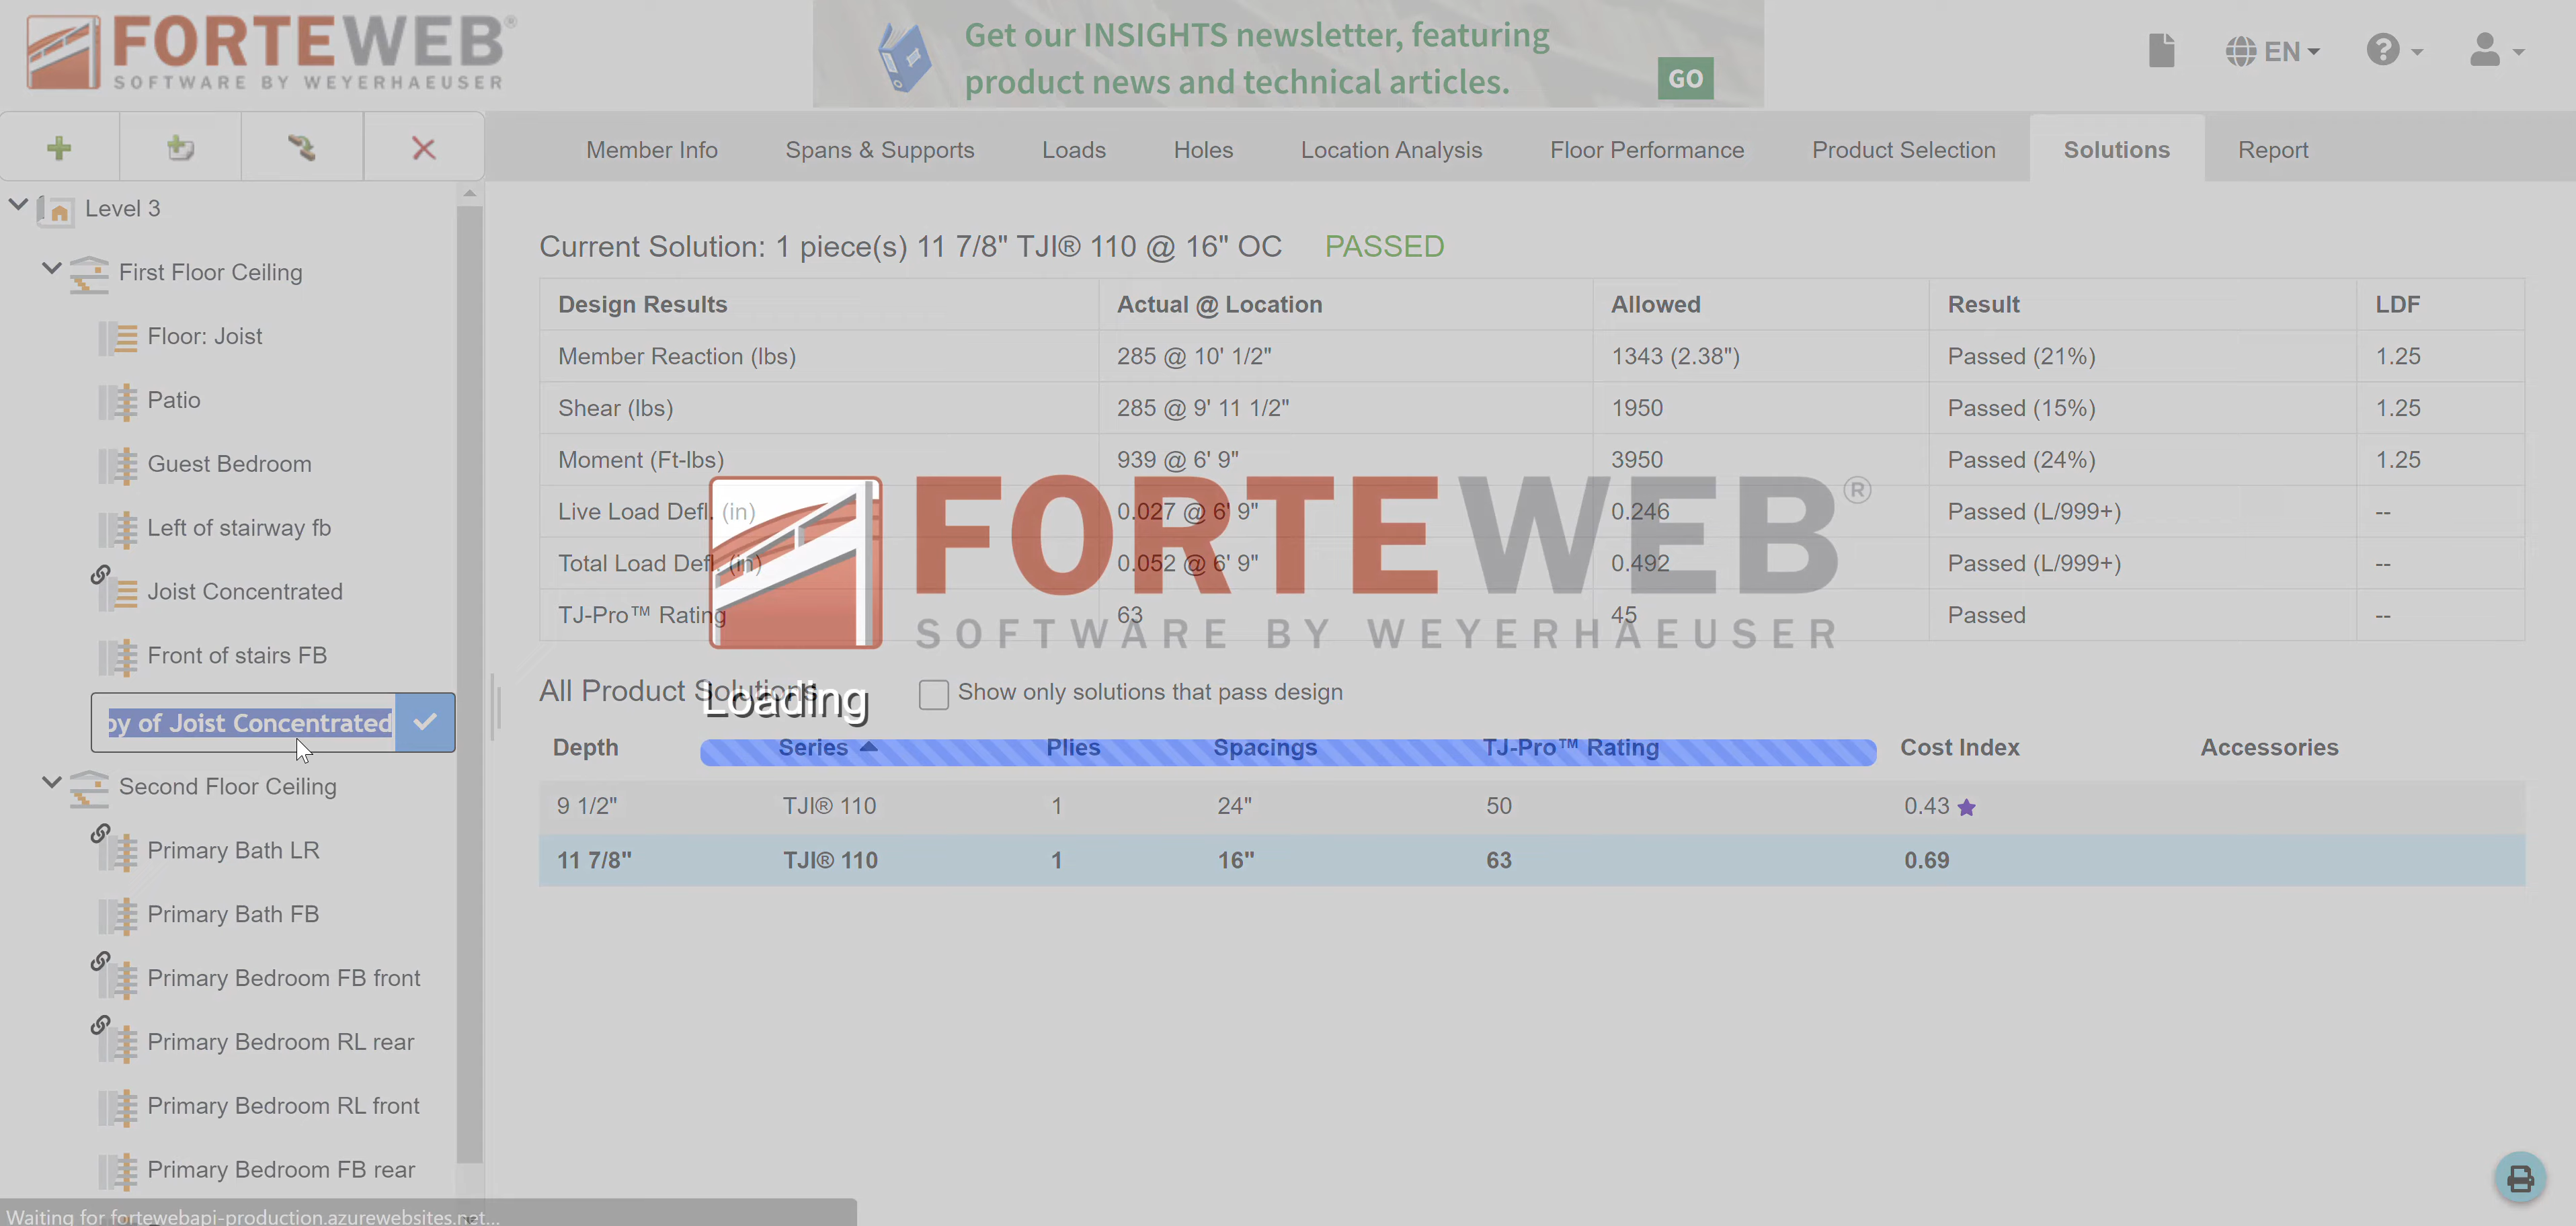 FORTEWEB®
SOFTWARE BY WEYERHAEUSER
Get our INSIGHTS newsletter, featuring
product news and technical articles.
GO
EN
Member Info
Spans & Supports
Loads
Holes
Location Analysis
Floor Performance
Product Selection
Solutions
Report
Level 3
First Floor Ceiling
Floor: Joist
Patio
Guest Bedroom
Left of stairway fb
Joist Concentrated
Front of stairs FB
py of Joist Concentrated
Second Floor Ceiling
Primary Bath LR
Primary Bath FB
Primary Bedroom FB front
Primary Bedroom RL rear
Primary Bedroom RL front
Primary Bedroom FB rear
Current Solution: 1 piece(s) 11 7/8" TJI® 110 @ 16" OC PASSED
Design Results Actual @ Location Allowed Result LDF
Member Reaction (lbs) 285 @ 10' 1/2" 1343 (2.38") Passed (21%) 1.25
Shear (lbs) 285 @ 9' 11 1/2" 1950 Passed (15%) 1.25
Moment (Ft-lbs) 939 @ 6' 9" 3950 Passed (24%) 1.25
Live Load Defl. (in) 0.027 @ 6' 9" 0.246 Passed (L/999+) --
Total Load Defl. (in) 0.052 @ 6' 9" 0.492 Passed (L/999+) --
TJ-Pro™ Rating 63 45 Passed --
FORTEWEB®
SOFTWARE BY WEYERHAEUSER
Loading
All Product Solutions
Show only solutions that pass design
Depth Series Plies Spacings TJ-Pro™ Rating Cost Index Accessories
9 1/2" TJI® 110 1 24" 50 0.43
11 7/8" TJI® 110 1 16" 63 0.69
Waiting for fortewebapi-production.azurewebsites.net...